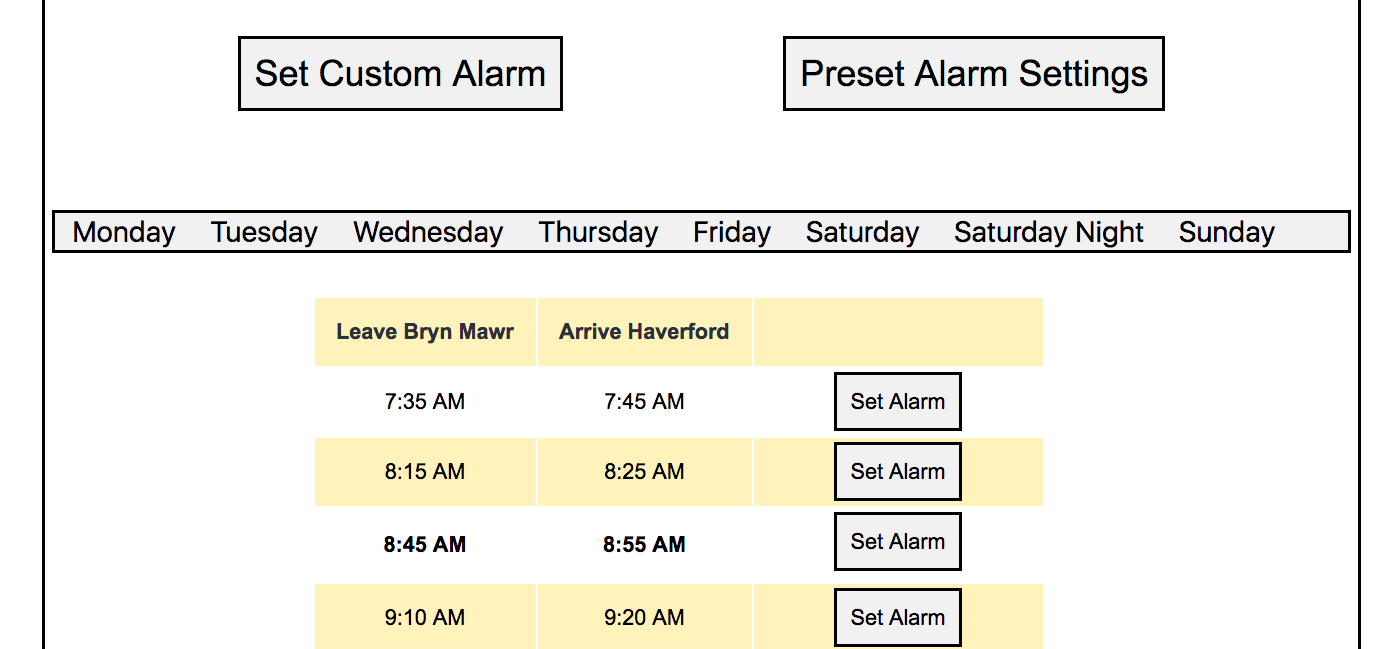 Set Custom Alarm Preset Alarm Settings
Monday Tuesday Wednesday Thursday Friday Saturday Saturday Night Sunday
Leave Bryn Mawr Arrive Haverford
7:35 AM 7:45 AM Set Alarm
8:15 AM 8:25 AM Set Alarm
8:45 AM 8:55 AM Set Alarm
9:10 AM 9:20 AM Set Alarm